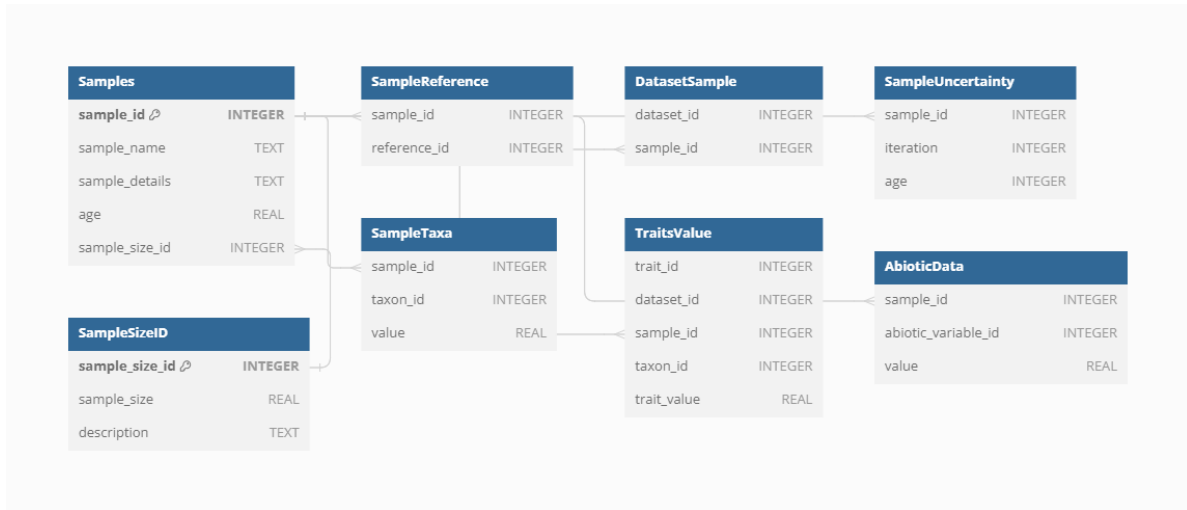 Samples
sample_id INTEGER
sample_name TEXT
sample_details TEXT
age REAL
sample_size_id INTEGER
SampleSizeID
sample_size_id INTEGER
sample_size REAL
description TEXT
SampleReference
sample_id INTEGER
reference_id INTEGER
SampleTaxa
sample_id INTEGER
taxon_id INTEGER
value REAL
DatasetSample
dataset_id INTEGER
sample_id INTEGER
TraitsValue
trait_id INTEGER
dataset_id INTEGER
sample_id INTEGER
taxon_id INTEGER
trait_value REAL
SampleUncertainty
sample_id INTEGER
iteration INTEGER
age INTEGER
AbioticData
sample_id INTEGER
abiotic_variable_id INTEGER
value REAL